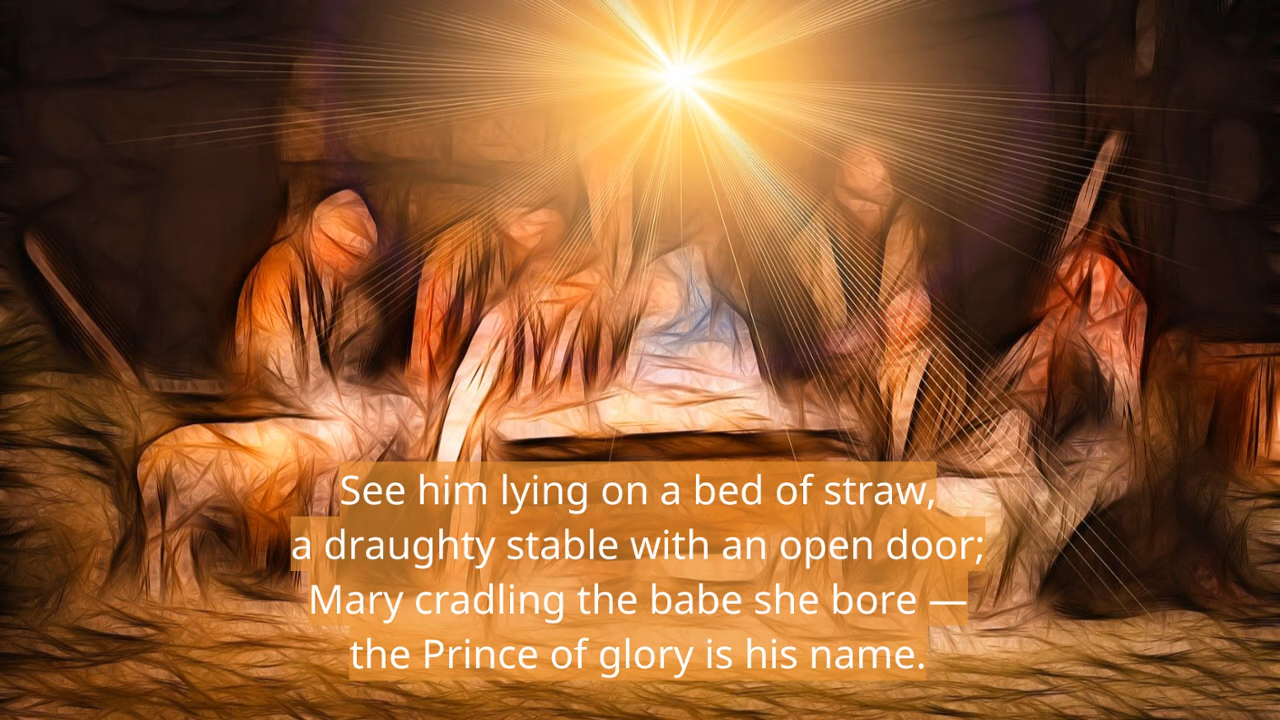 See him lying on a bed of straw,
a draughty stable with an open door;
Mary cradling the babe she bore —
the Prince of glory is his name.